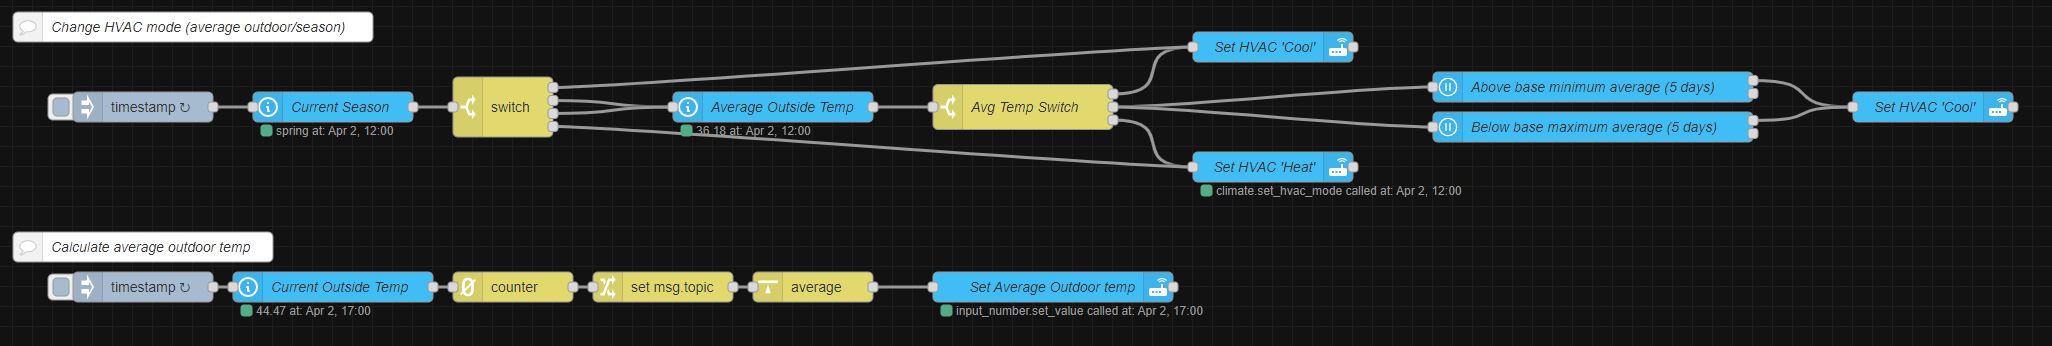 Change HVAC mode (average outdoor/season)
Set HVAC 'Cool'
timestamp ↻
Current Season
spring at: Apr 2, 12:00
switch
Average Outside Temp
36.18 at: Apr 2, 12:00
Avg Temp Switch
Above base minimum average (5 days)
Below base maximum average (5 days)
Set HVAC 'Cool'
Set HVAC 'Heat'
climate.set_hvac_mode called at: Apr 2, 12:00
Calculate average outdoor temp
timestamp ↻
Current Outside Temp
44.47 at: Apr 2, 17:00
counter
set msg.topic
average
Set Average Outdoor temp
input_number.set_value called at: Apr 2, 17:00